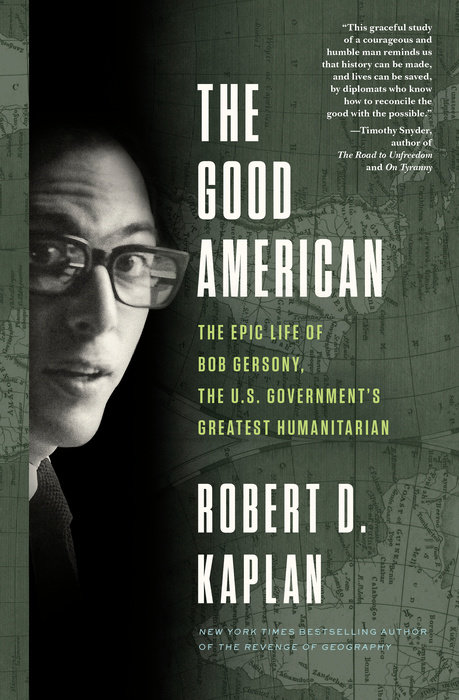 “This graceful study
of a courageous and
humble man reminds us
that history can be made,
and lives can be saved,
by diplomats who know
how to reconcile the
good with the possible.”
—Timothy Snyder,
author of
The Road to Unfreedom
and On Tyranny
THE
GOOD
AMERICAN
THE EPIC LIFE OF
BOB GERSONY,
THE U.S. GOVERNMENT’S
GREATEST HUMANITARIAN
ROBERT D.
KAPLAN
NEW YORK TIMES BESTSELLING AUTHOR
OF THE REVENGE OF GEOGRAPHY